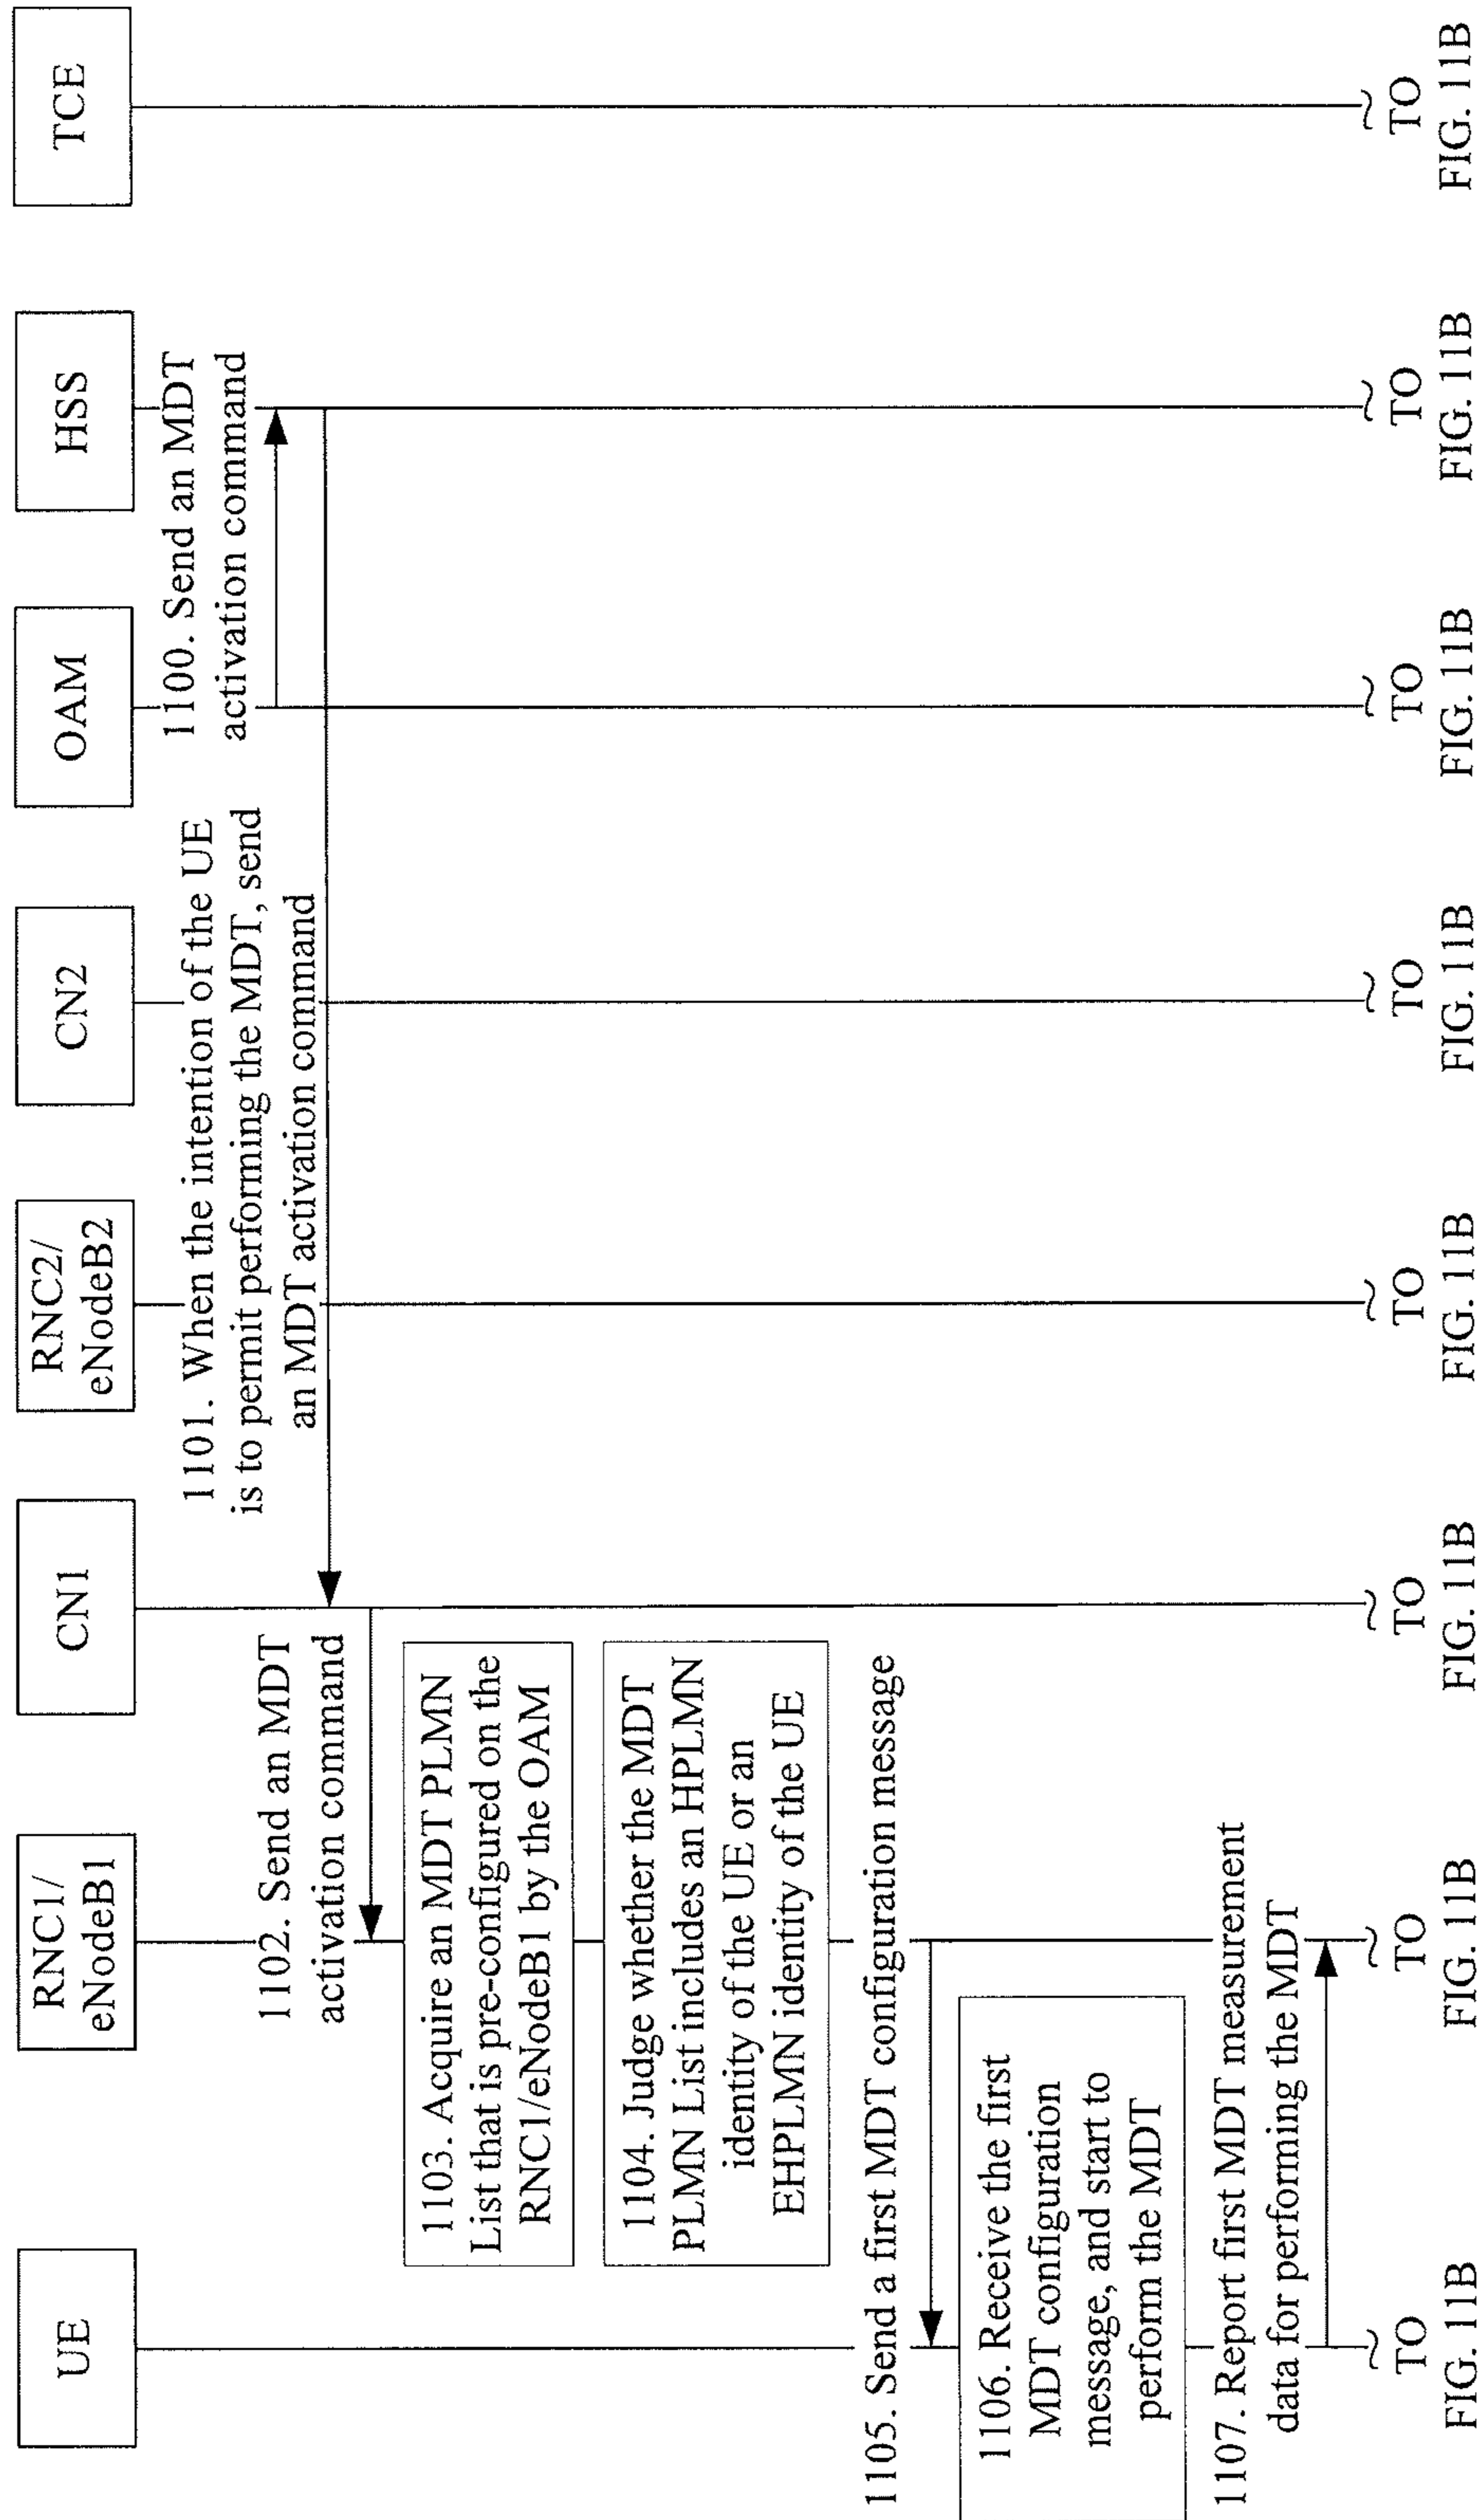 UE
RNC1/
eNodeB1
CN1
RNC2/
eNodeB2
CN2
OAM
HSS
TCE
1100. Send an MDT
activation command
1101. When the intention of the UE
is to permit performing the MDT, send
an MDT activation command
1102. Send an MDT
activation command
1103. Acquire an MDT PLMN
List that is pre-configured on the
RNC1/eNodeB1 by the OAM
1104. Judge whether the MDT
PLMN List includes an HPLMN
identity of the UE or an
EHPLMN identity of the UE
1105. Send a first MDT configuration message
1106. Receive the first
MDT configuration
message, and start to
perform the MDT
1107. Report first MDT measurement
data for performing the MDT
TO
FIG. 11B
TO
FIG. 11B
TO
FIG. 11B
TO
FIG. 11B
TO
FIG. 11B
TO
FIG. 11B
TO
FIG. 11B
TO
FIG. 11B